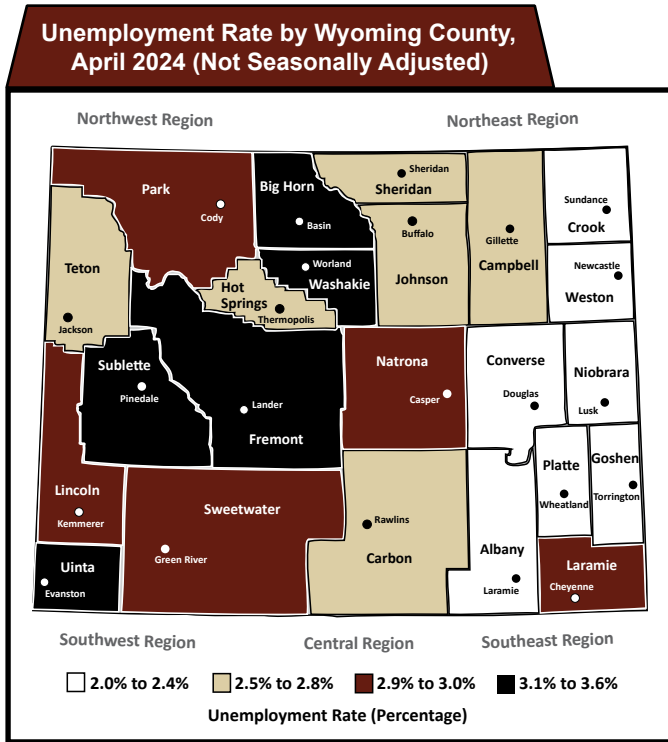 Unemployment Rate by Wyoming County,
April 2024 (Not Seasonally Adjusted)
Northwest Region
Northeast Region
Park
Cody
Big Horn
Basin
Sheridan
Sheridan
Buffalo
Johnson
Gillette
Campbell
Sundance
Crook
Newcastle
Weston
Teton
Jackson
Hot
Springs
Thermopolis
Worland
Washakie
Sublette
Pinedale
Lander
Fremont
Natrona
Casper
Converse
Douglas
Niobrara
Lusk
Lincoln
Kemmerer
Sweetwater
Green River
Rawlins
Carbon
Platte
Wheatland
Goshen
Torrington
Albany
Laramie
Laramie
Cheyenne
Uinta
Evanston
Southwest Region
Central Region
Southeast Region
2.0% to 2.4%
2.5% to 2.8%
2.9% to 3.0%
3.1% to 3.6%
Unemployment Rate (Percentage)